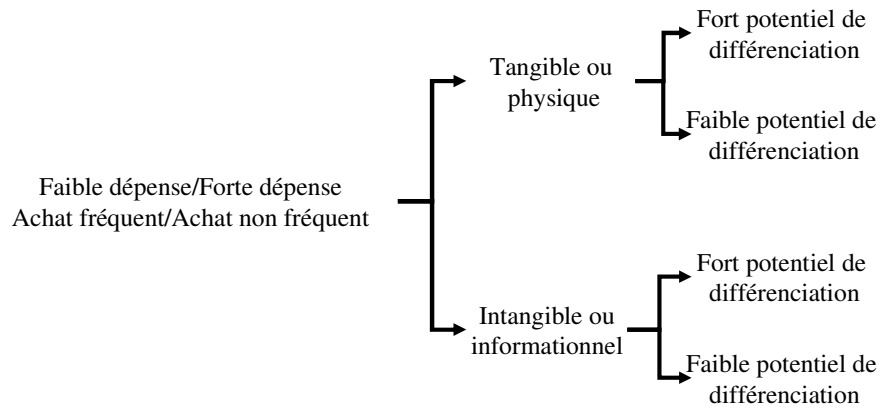 Fort potentiel de
différenciation
Tangible ou
physique
Faible potentiel de
différenciation
Faible dépense/Forte dépense
Achat fréquent/Achat non fréquent
Fort potentiel de
différenciation
Intangible ou
informationnel
Faible potentiel de
différenciation